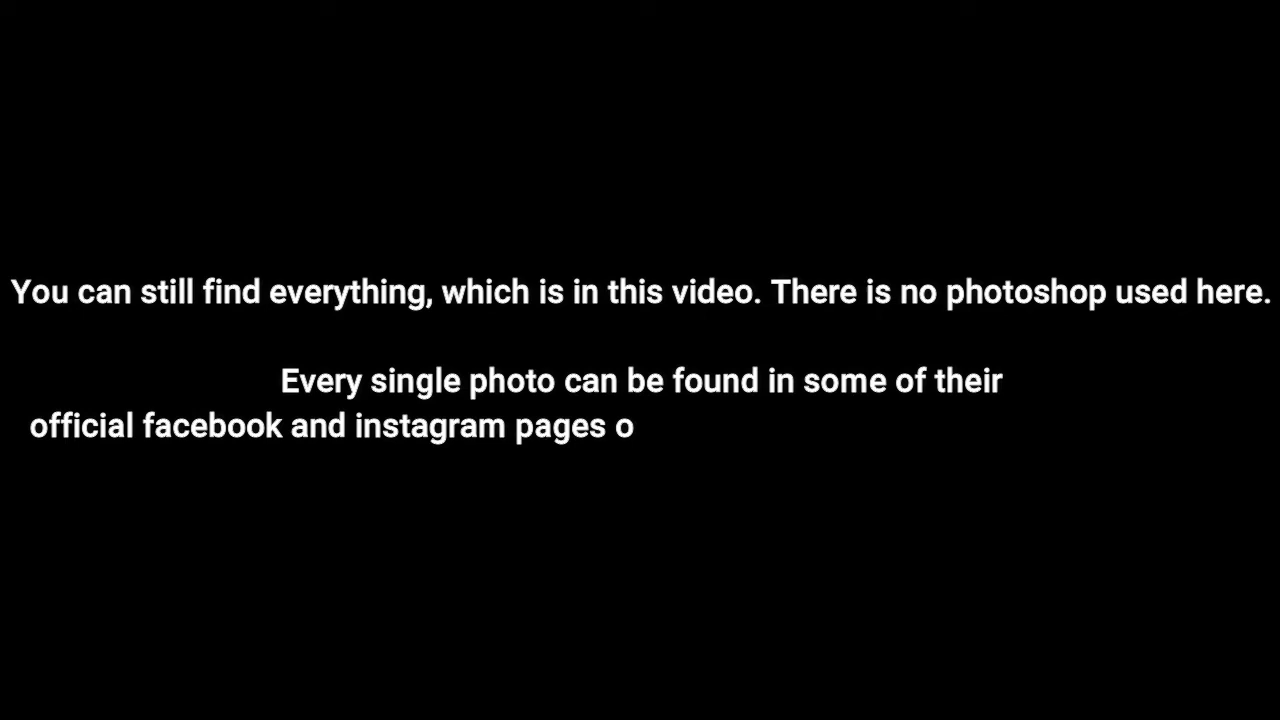 You can still find everything, which is in this video. There is no photoshop used here.
Every single photo can be found in some of their
official facebook and instagram pages o